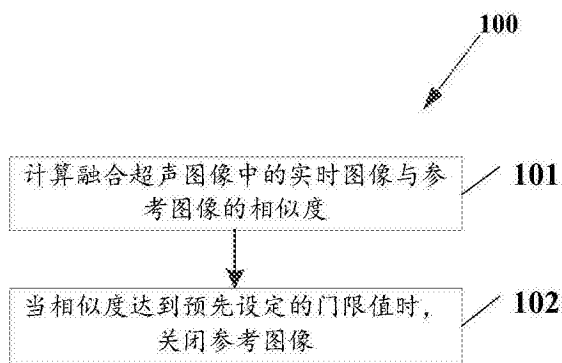 100
计算融合超声图像中的实时图像与参
考图像的相似度
101
当相似度达到预先设定的门限值时，
关闭参考图像
102